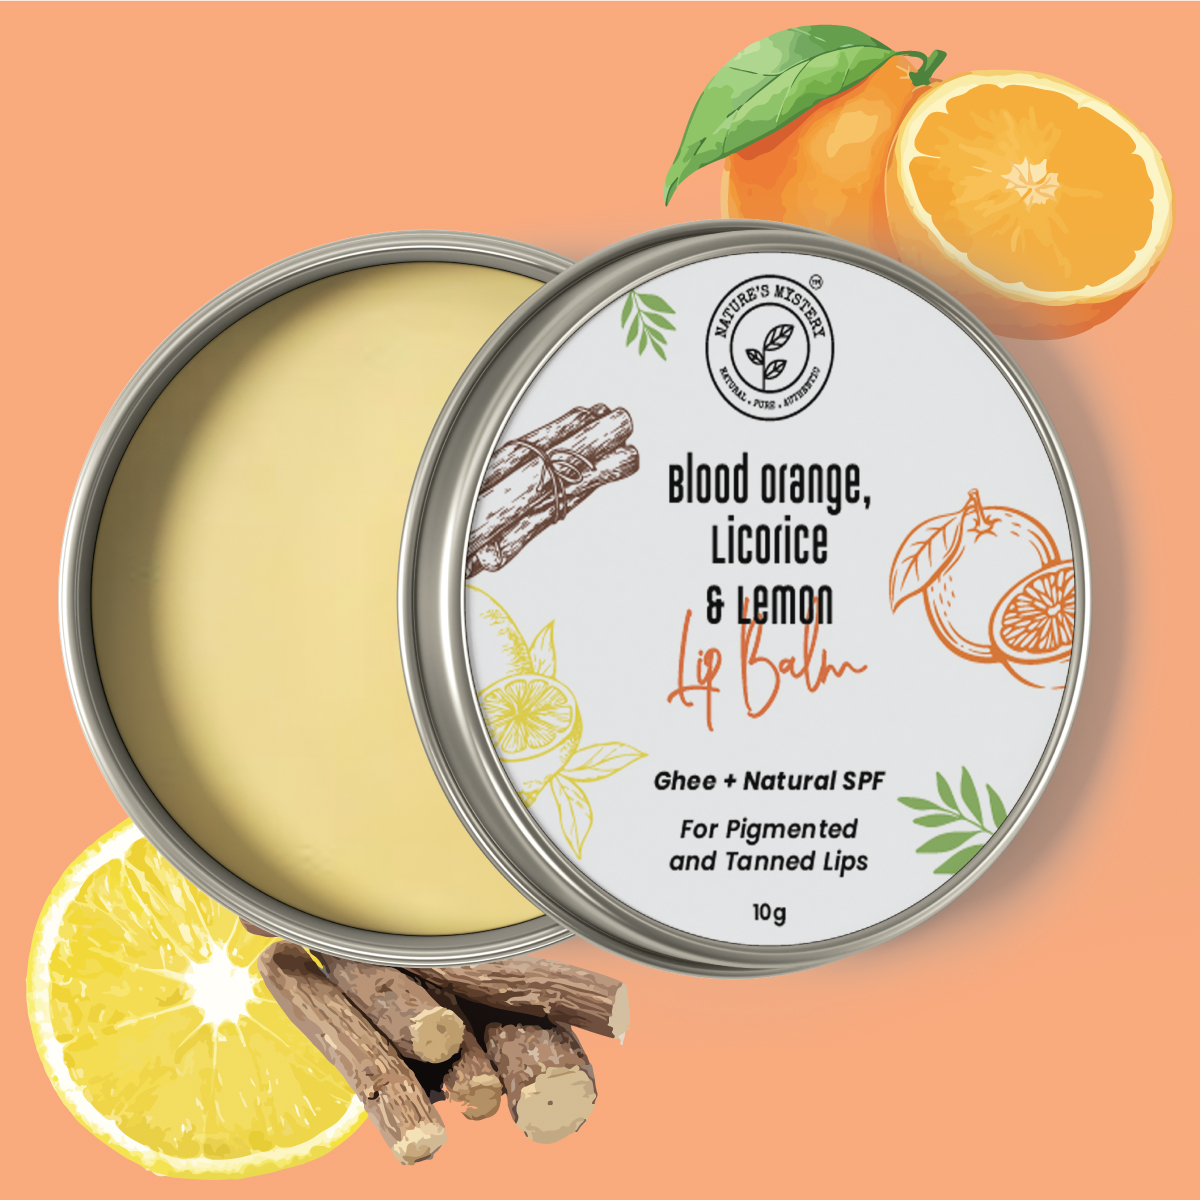 NATURE'S MYSTERY
TM
NATURAL . PURE . AUTHENTIC
Blood Orange,
Licorice
& Lemon
Lip Balm
Ghee + Natural SPF
For Pigmented
and Tanned Lips
10g